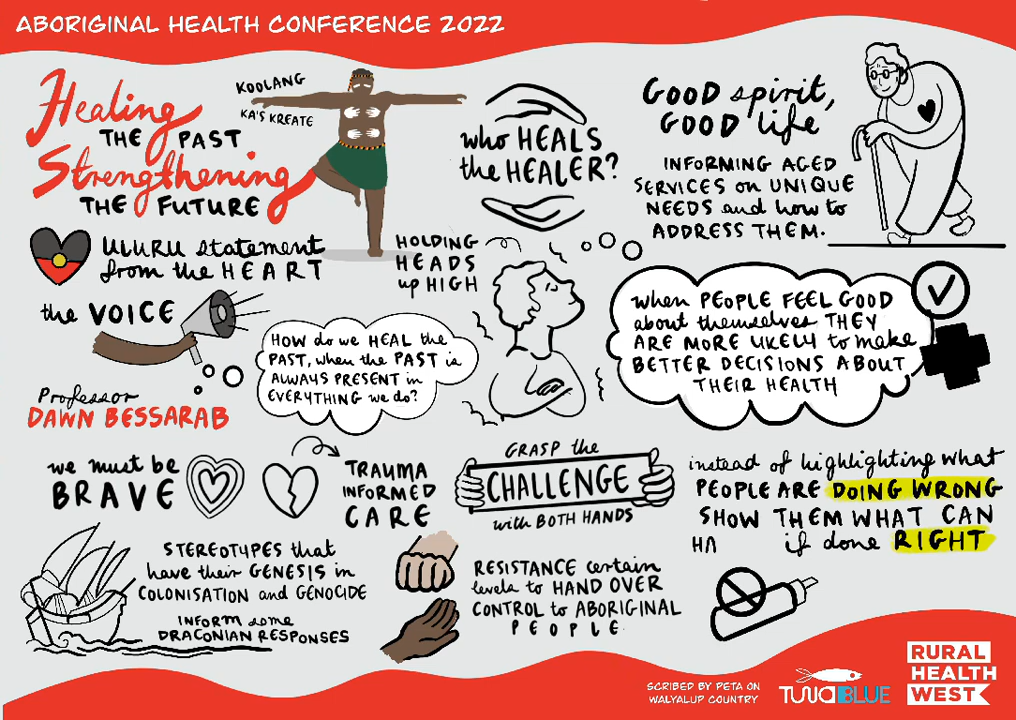 ABORIGINAL HEALTH CONFERENCE 2022
Healing
THE PAST
Strengthening
THE FUTURE
KOOLANG
KA'S KREATE
who HEALS
the HEALER?
GOOD spirit,
GOOD life
INFORMING AGED
SERVICES on UNIQUE
NEEDS and how to
ADDRESS THEM.
ULURU statement
from the HEART
the VOICE
HOLDING
HEADS
up HIGH
HOW do we HEAL the
PAST, when the PAST is
ALWAYS PRESENT in
EVERYTHING we do?
when PEOPLE FEEL GOOD
about themselves THEY
ARE MORE LIKELY to make
BETTER DECISIONS ABOUT
THEIR HEALTH
Professor
DAWN BESSARAB
we must be
BRAVE
TRAUMA
INFORMED
CARE
GRASP the
CHALLENGE
with BOTH HANDS
instead of highlighting what
PEOPLE ARE DOING WRONG
SHOW THEM WHAT CAN
if done RIGHT
STEREOTYPES that
have their GENESIS in
COLONISATION and GENOCIDE
INFORM some
DRACONIAN RESPONSES
RESISTANCE certain
levels to HAND OVER
CONTROL to ABORIGINAL
PEOPLE.
SCRIBED BY PETA ON
WALYALUP COUNTRY
TUNA BLUE
RURAL
HEALTH
WEST